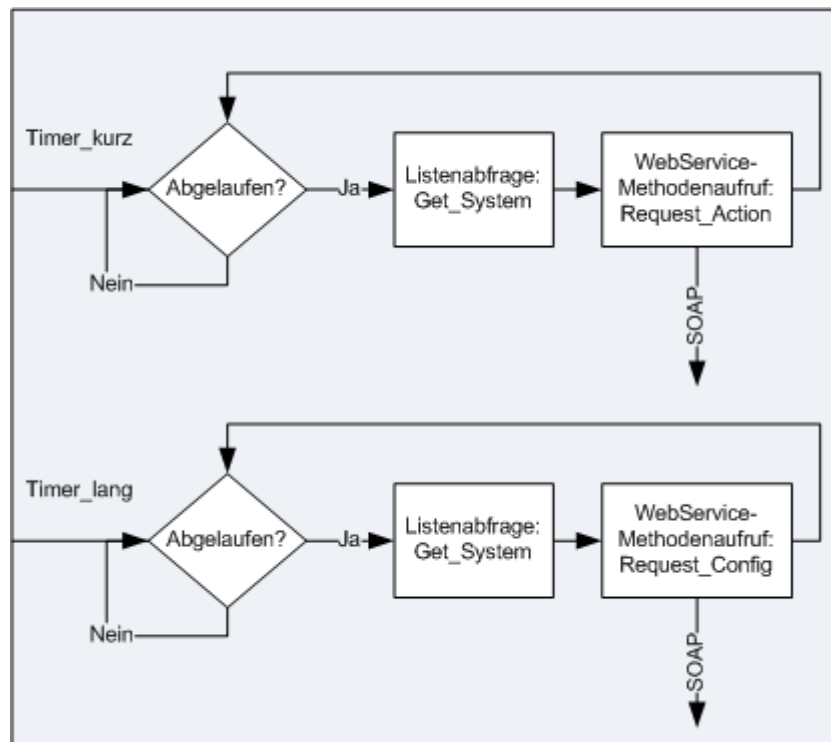 Timer_kurz
Abgelaufen?
Ja
Listenabfrage:
Get_System
WebService-
Methodenaufruf:
Request_Action
Nein
SOAP
Timer_lang
Abgelaufen?
Ja
Listenabfrage:
Get_System
WebService-
Methodenaufruf:
Request_Config
Nein
SOAP